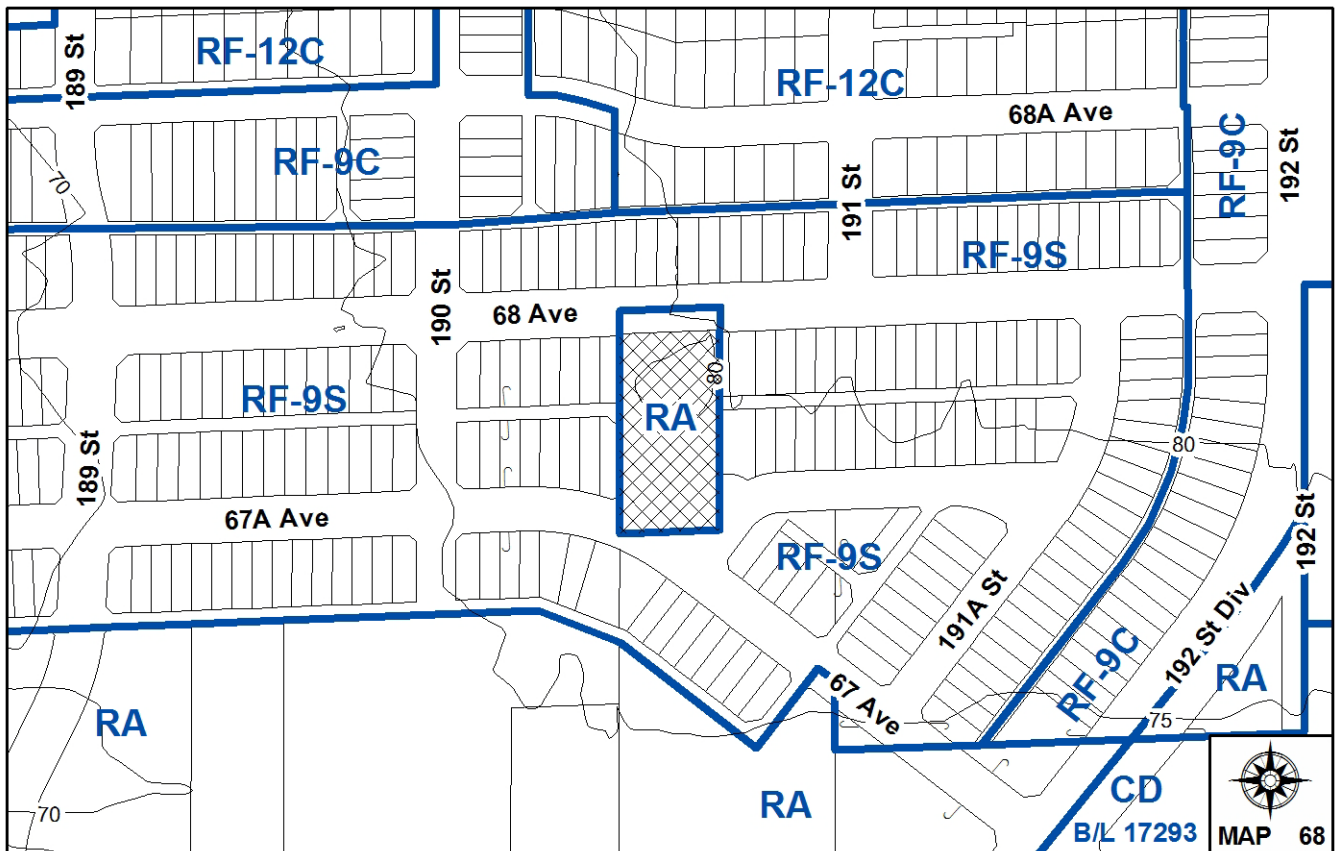 189 St
RF-12C
RF-12C
68A Ave
RF-9C
192 St
70
RF-9C
191 St
RF-9S
190 St
68 Ave
80
RF-9S
RA
80
189 St
67A Ave
RF-9S
192 St
191A St
192 St Div
RF-9C
RA
67 Ave
RA
75
70
RA
CD
B/L 17293
MAP 68